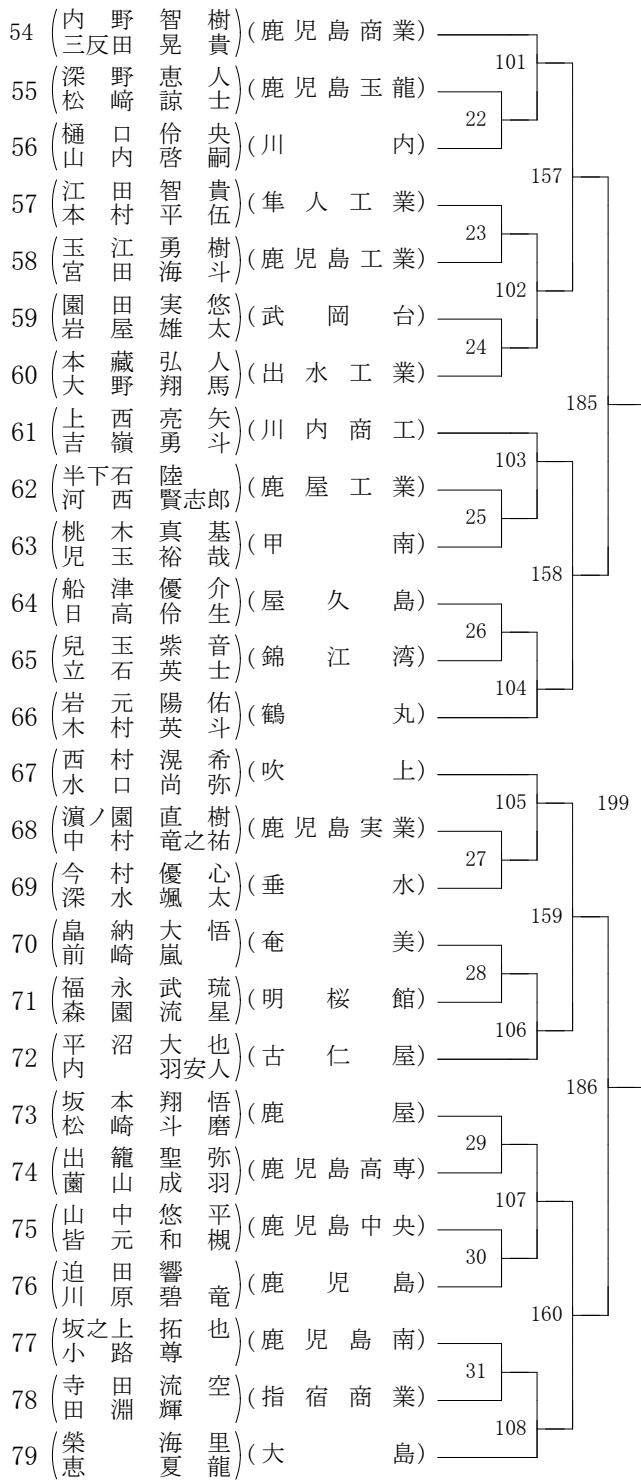 54 (内野智樹 三反田晃貴) (鹿児島商業)
55 (深野恵人 松﨑諒士) (鹿児島玉龍)
56 (樋口伶央 山内啓嗣) (川内)
57 (江田智貴 本村平伍) (隼人工業)
58 (玉江勇樹 宮田海斗) (鹿児島工業)
59 (園田実悠 岩屋雄太) (武岡台)
60 (本藏弘人 大野翔馬) (出水工業)
61 (上西亮矢 吉嶺勇斗) (川内商工)
62 (半下石陸 河西賢志郎) (鹿屋工業)
63 (桃木真基 児玉裕哉) (甲南)
64 (船津優介 日高伶生) (屋久島)
65 (兒玉紫音 立石英士) (錦江湾)
66 (岩元陽佑 木村英斗) (鶴丸)
67 (西村滉希 水口尚弥) (吹上)
68 (濵ノ園直樹 中村竜之祐) (鹿児島実業)
69 (今村優心 深水颯太) (垂水)
70 (畠納大悟 前崎嵐) (奄美)
71 (福永武琉 森園流星) (明桜館)
72 (平沼大也 内羽安人) (古仁屋)
73 (坂本翔悟 松崎斗磨) (鹿屋)
74 (出籠聖弥 薗山成羽) (鹿児島高専)
75 (山中悠平 皆元和槻) (鹿児島中央)
76 (迫田響 川原碧竜) (鹿児島)
77 (坂之上拓也 小路尊) (鹿児島南)
78 (寺田流空 田淵輝) (指宿商業)
79 (榮海里 恵夏龍) (大島)
101
22
157
23
102
24
185
103
25
158
26
104
105
199
27
159
28
106
186
29
107
30
160
31
108